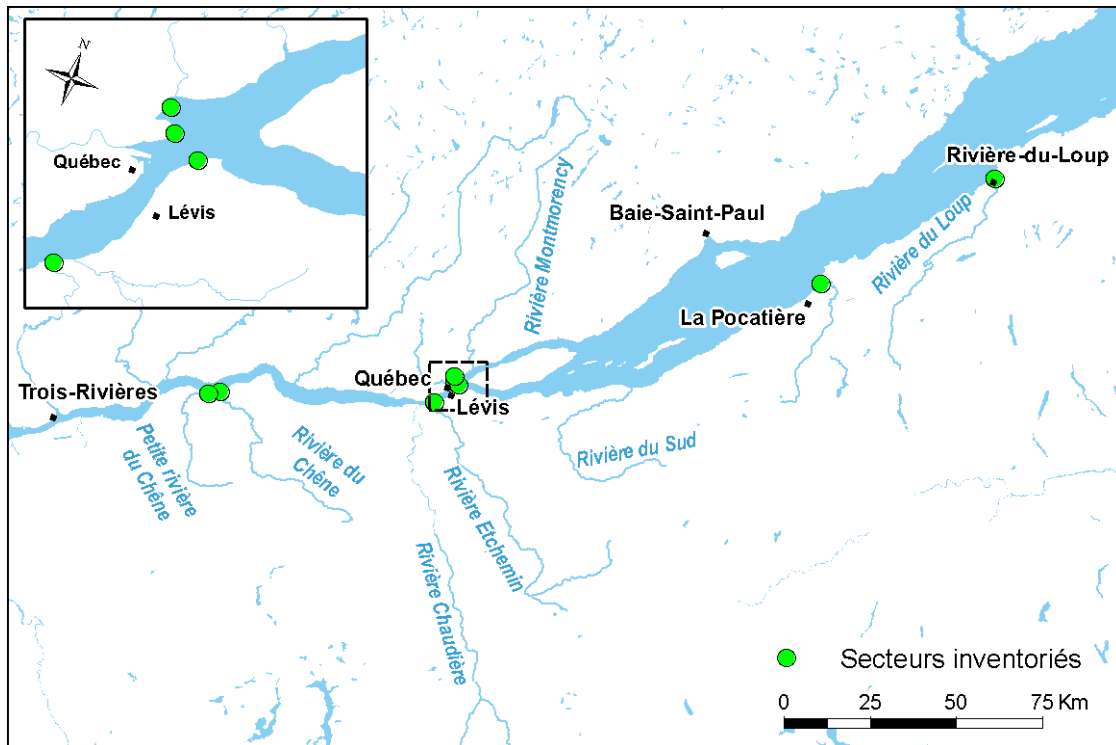 N
Québec
Lévis
Rivière-du-Loup
Baie-Saint-Paul
Rivière Montmorency
Rivière du Loup
La Pocatière
Québec
Trois-Rivières
Lévis
Petite rivière
du Chêne
Rivière du
Chêne
Rivière du Sud
Rivière Etchemin
Rivière Chaudière
Secteurs inventoriés
0 25 50 75 Km